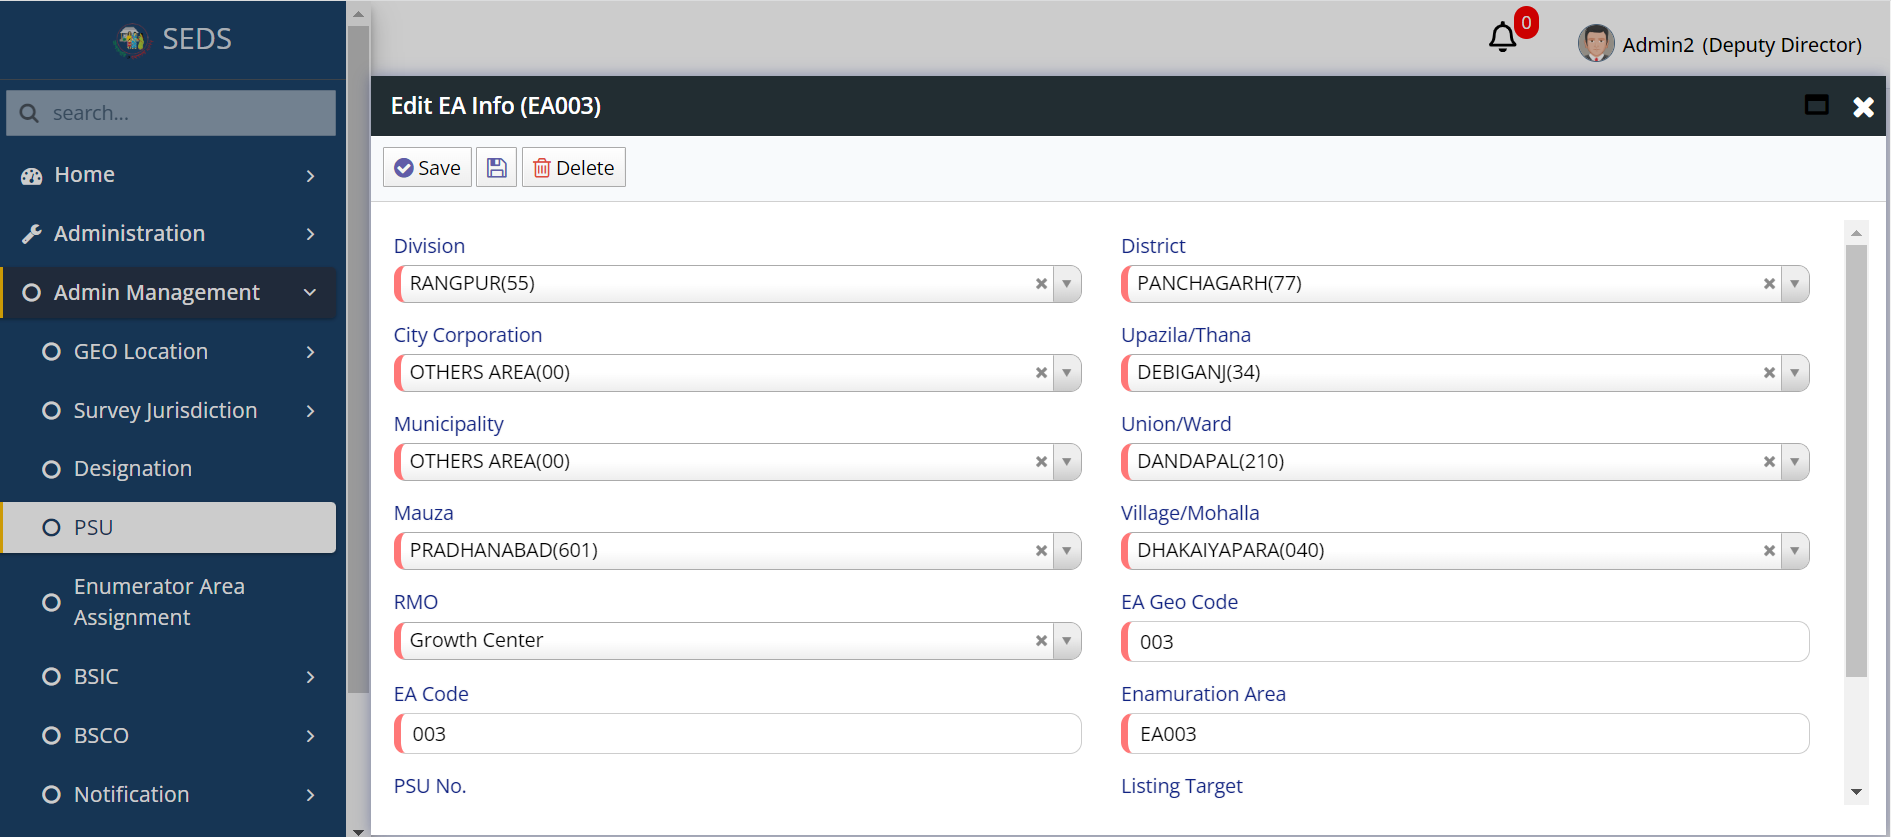 SEDS
0
Admin2 (Deputy Director)
search...
Home
Administration
Admin Management
GEO Location
Survey Jurisdiction
Designation
PSU
Enumerator Area
Assignment
BSIC
BSCO
Notification
Edit EA Info (EA003)
Save
Delete
Division
District
RANGPUR(55)
PANCHAGARH(77)
City Corporation
Upazila/Thana
OTHERS AREA(00)
DEBIGANJ(34)
Municipality
Union/Ward
OTHERS AREA(00)
DANDAPAL(210)
Mauza
Village/Mohalla
PRADHANABAD(601)
DHAKAIYAPARA(040)
RMO
EA Geo Code
Growth Center
003
EA Code
Enamuration Area
003
EA003
PSU No.
Listing Target